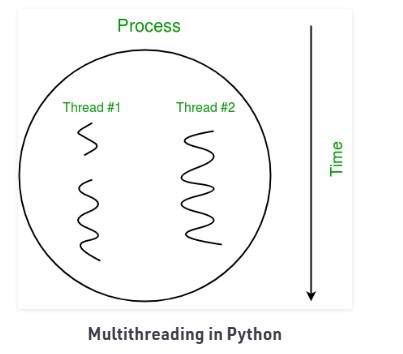 Process
Thread #1
Thread #2
Time
Multithreading in Python